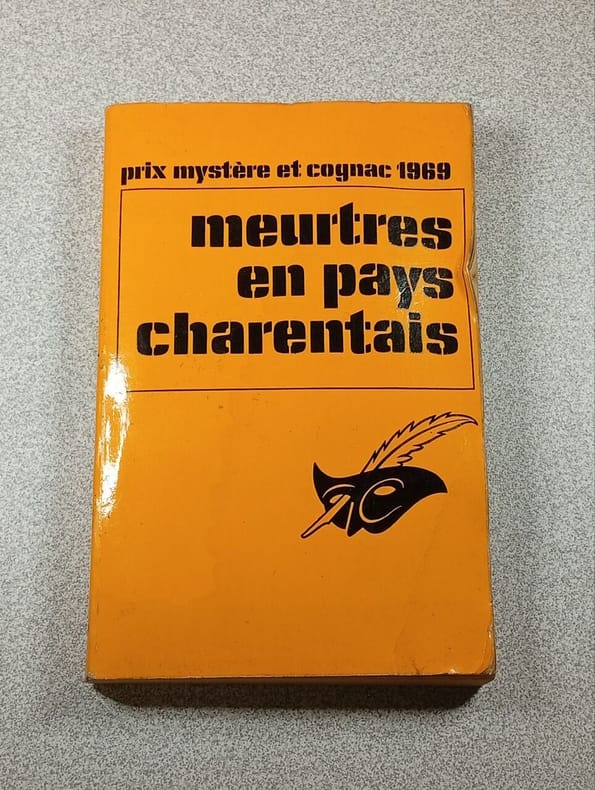 prix mystère et cognac 1969
meurtres
en pays
charentais